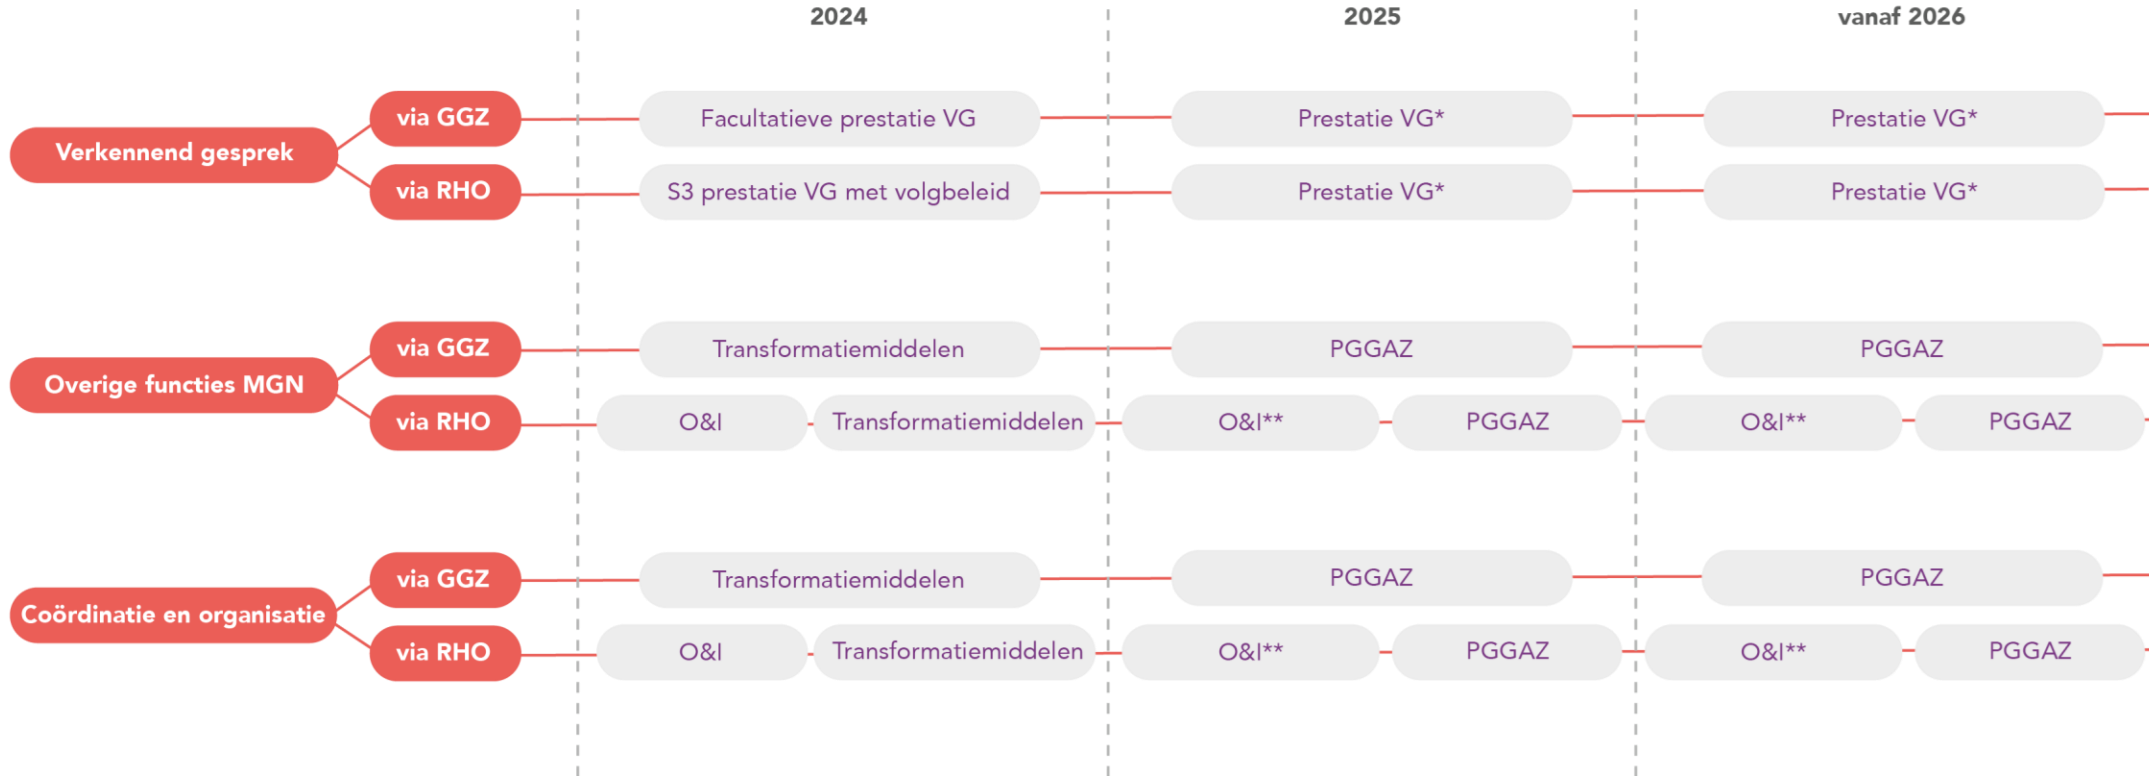 2024 2025 vanaf 2026
via GGZ Facultatieve prestatie VG Prestatie VG* Prestatie VG*
Verkennend gesprek
via RHO S3 prestatie VG met volgbeleid Prestatie VG* Prestatie VG*
via GGZ Transformatiemiddelen PGGAZ PGGAZ
Overige functies MGN
via RHO O&I Transformatiemiddelen O&I** PGGAZ O&I** PGGAZ
via GGZ Transformatiemiddelen PGGAZ PGGAZ
Coördinatie en organisatie
via RHO O&I Transformatiemiddelen O&I** PGGAZ O&I** PGGAZ